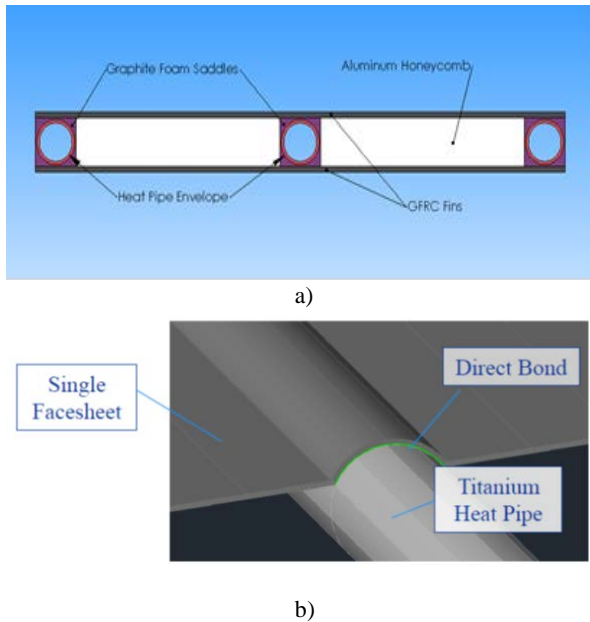 Graphite Foam Saddles
Aluminum Honeycomb
Heat Pipe Envelope
GFRC Fins
a)
Single
Facesheet
Direct Bond
Titanium
Heat Pipe
b)